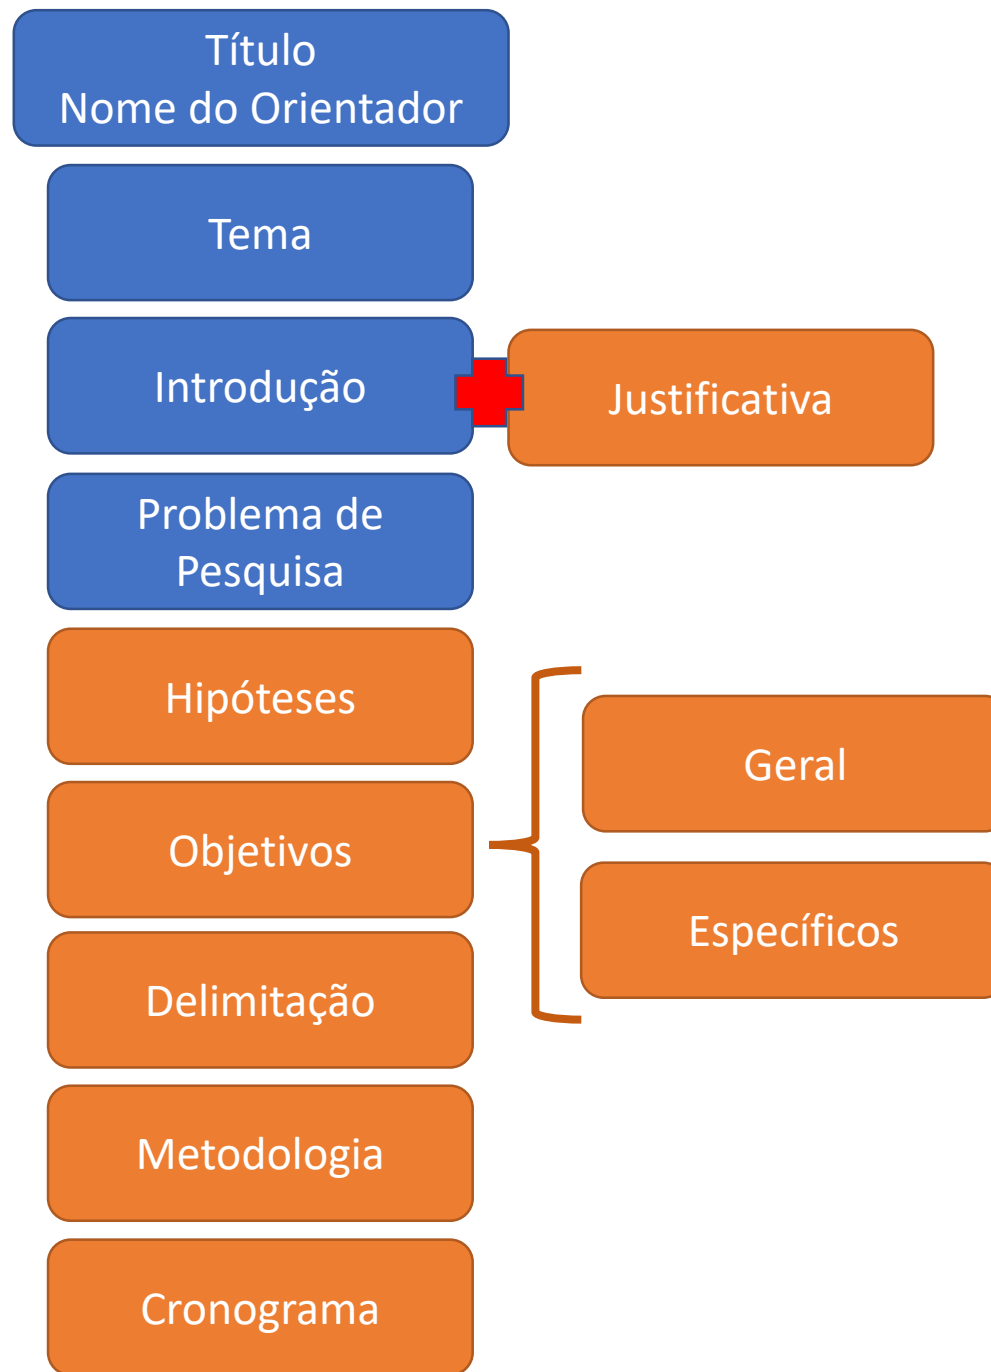 Título
Nome do Orientador
Tema
Introdução
Justificativa
Problema de
Pesquisa
Hipóteses
Objetivos
Geral
Específicos
Delimitação
Metodologia
Cronograma